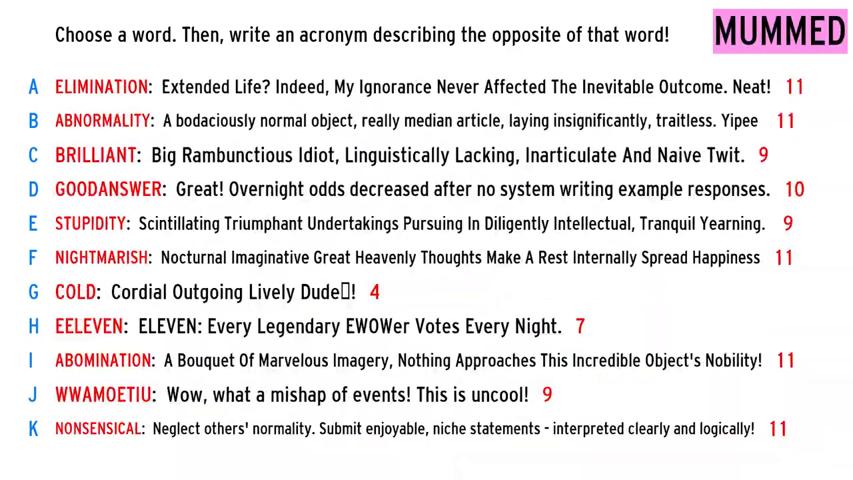 Choose a word. Then, write an acronym describing the opposite of that word! MUMMED
A ELIMINATION: Extended Life? Indeed, My Ignorance Never Affected The Inevitable Outcome. Neat! 11
B ABNORMALITY: A bodaciously normal object, really median article, laying insignificantly, traitless. Yipee 11
C BRILLIANT: Big Rambunctious Idiot, Linguistically Lacking, Inarticulate And Naive Twit. 9
D GOODANSWER: Great! Overnight odds decreased after no system writing example responses. 10
E STUPIDITY: Scintillating Triumphant Undertakings Pursuing In Diligently Intellectual, Tranquil Yearning. 9
F NIGHTMARISH: Nocturnal Imaginative Great Heavenly Thoughts Make A Rest Internally Spread Happiness 11
G COLD: Cordial Outgoing Lively Dude▯! 4
H EELEVEN: ELEVEN: Every Legendary EWOWer Votes Every Night. 7
I ABOMINATION: A Bouquet Of Marvelous Imagery, Nothing Approaches This Incredible Object's Nobility! 11
J WWAMOETIU: Wow, what a mishap of events! This is uncool! 9
K NONSENSICAL: Neglect others' normality. Submit enjoyable, niche statements - interpreted clearly and logically! 11